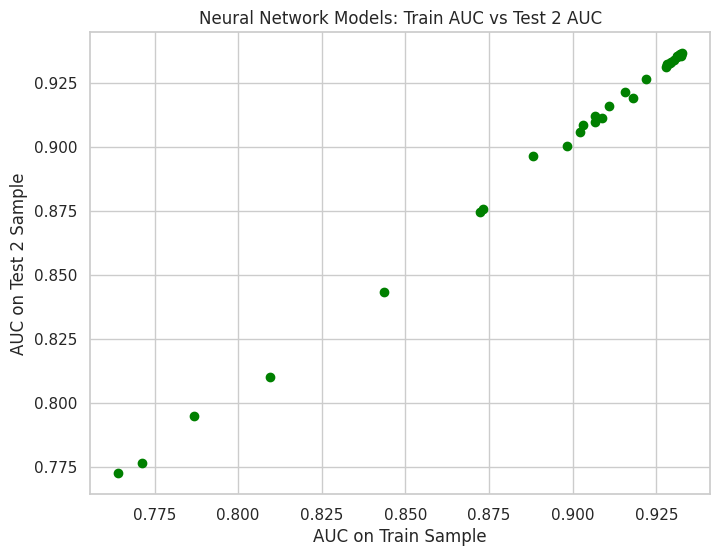 Neural Network Models: Train AUC vs Test 2 AUC
AUC on Test 2 Sample
0.925
0.900
0.875
0.850
0.825
0.800
0.775
0.775 0.800 0.825 0.850 0.875 0.900 0.925
AUC on Train Sample